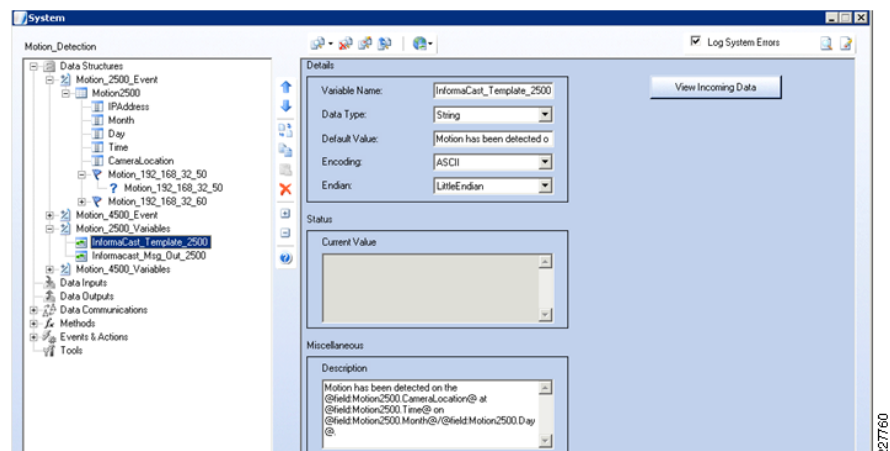 System
Motion_Detection
Log System Errors
Data Structures
Motion_2500_Event
Motion2500
IPAddress
Month
Day
Time
CameraLocation
Motion_192_168_32_50
? Motion_192_168_32_50
Motion_192_168_32_60
Motion_4500_Event
Motion_2500_Variables
InformaCast_Template_2500
Informacast_Msg_Out_2500
Motion_4500_Variables
Data Inputs
Data Outputs
Data Communications
fx Methods
Events & Actions
Tools
Details
Variable Name: InformaCast_Template_2500
Data Type: String
Default Value: Motion has been detected o
Encoding: ASCII
Endian: LittleEndian
View Incoming Data
Status
Current Value
Miscellaneous
Description
Motion has been detected on the
@field:Motion2500.CameraLocation@ at
@field:Motion2500.Time@ on
@field:Motion2500.Month@/@field:Motion2500.Day
@.
227760